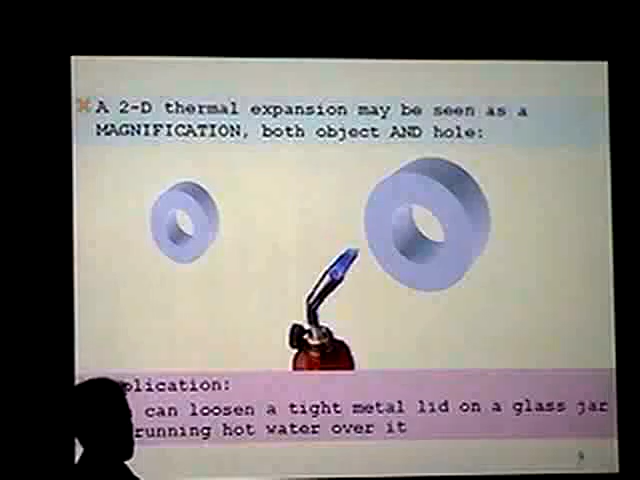 A 2-D thermal expansion may be seen as a
MAGNIFICATION, both object AND hole:
plication:
can loosen a tight metal lid on a glass jar
running hot water over it
9